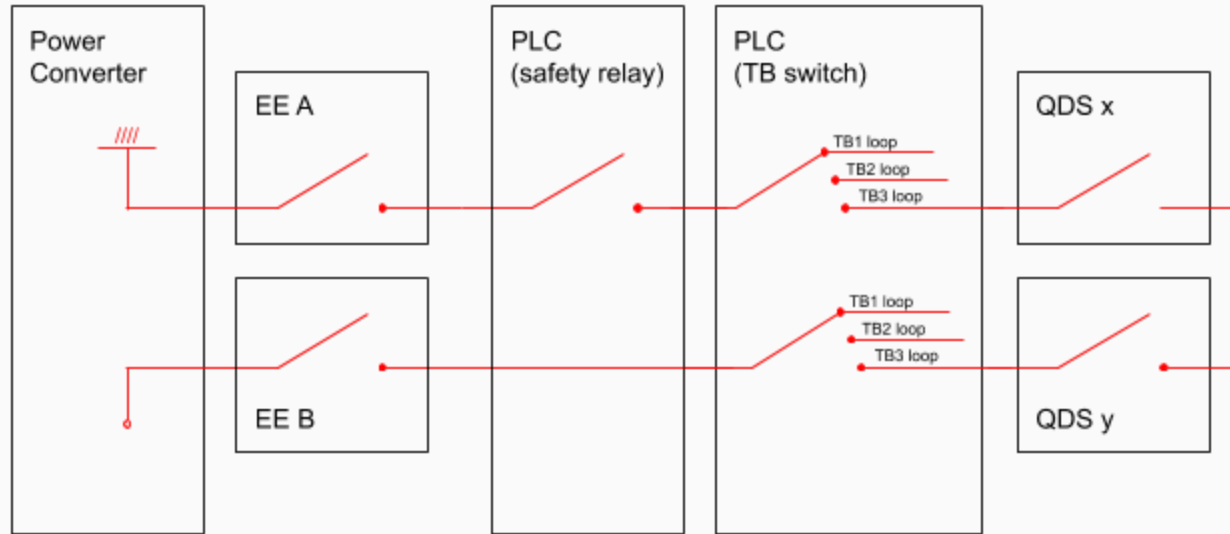 Power
Converter
EE A
PLC
(safety relay)
PLC
(TB switch)
TB1 loop
TB2 loop
TB3 loop
QDS x
EE B
TB1 loop
TB2 loop
TB3 loop
QDS y